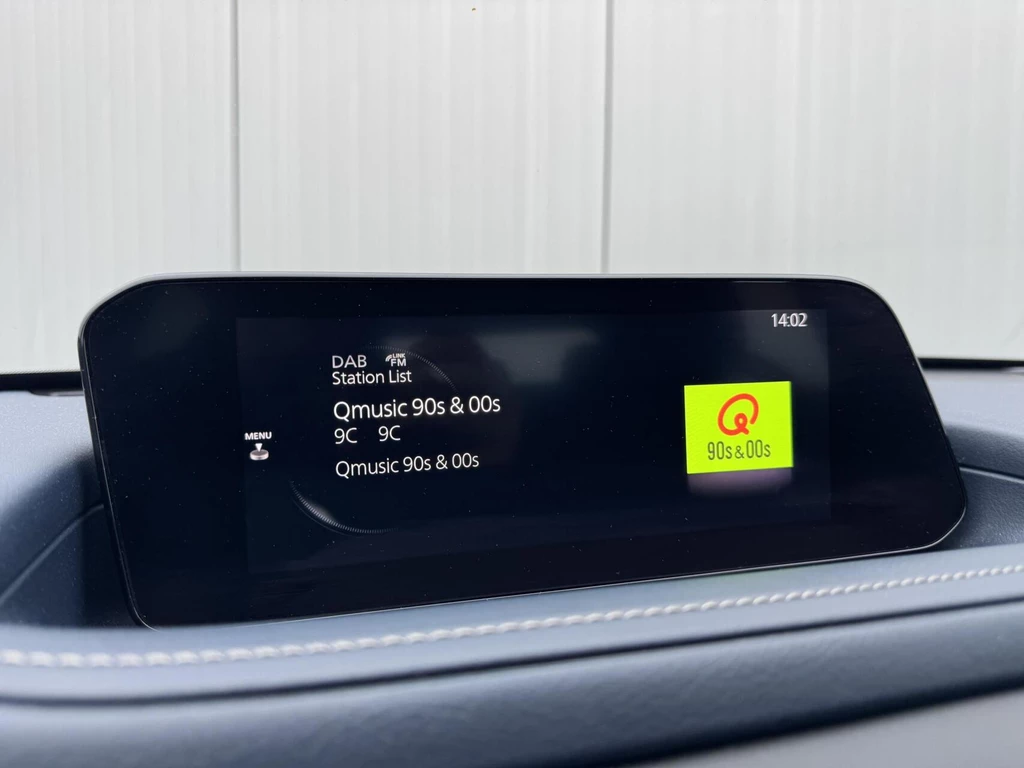 14:02
DAB LINK FM
Station List
Qmusic 90s & 00s
9C 9C
MENU
Qmusic 90s & 00s
90s & 00s